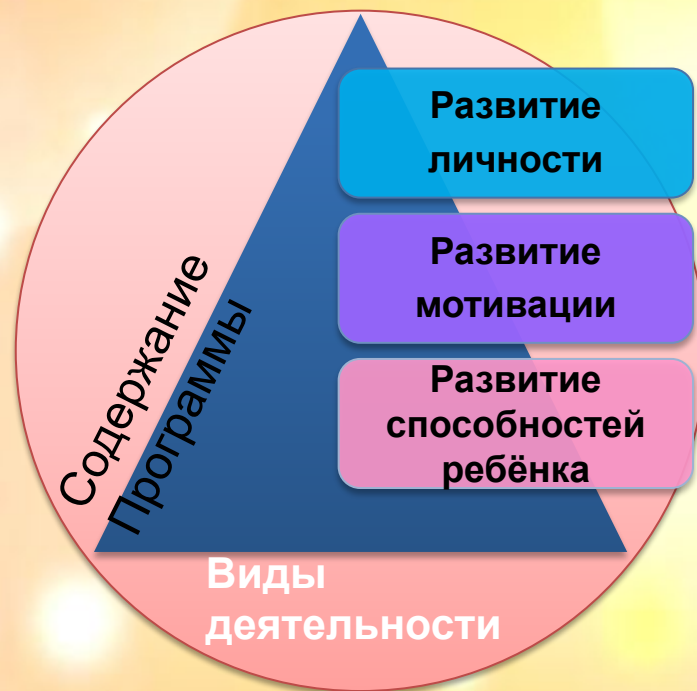 Развитие
личности
Развитие
мотивации
Развитие
способностей
ребёнка
Содержание
Программы
Виды
деятельности